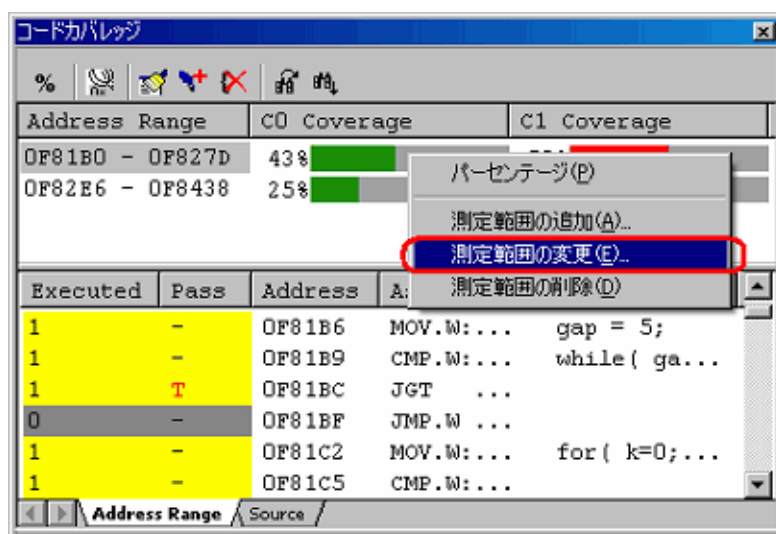 コードカバレッジ
%
Address Range C0 Coverage C1 Coverage
0F81B0 - 0F827D 43%
0F82E6 - 0F8438 25%
パーセンテージ(P)
測定範囲の追加(A)...
測定範囲の変更(E)...
測定範囲の削除(D)
Executed Pass Address
1 - 0F81B6 MOV.W:... gap = 5;
1 - 0F81B9 CMP.W:... while( ga...
1 T 0F81BC JGT ...
0 - 0F81BF JMP.W ...
1 - 0F81C2 MOV.W:... for( k=0;...
1 - 0F81C5 CMP.W:...
Address Range Source